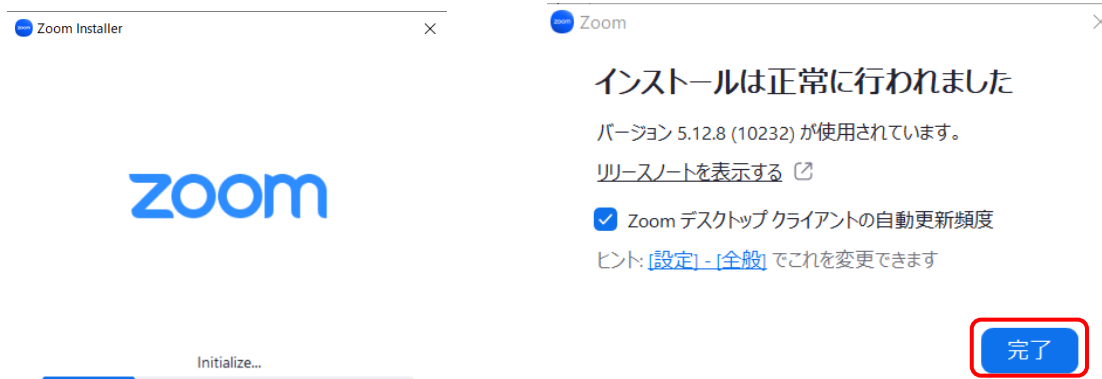 Zoom Installer
zoom
Initialize...
zoom Zoom
インストールは正常に行われました
バージョン 5.12.8 (10232) が使用されています。
リリースノートを表示する
Zoom デスクトップ クライアントの自動更新頻度
ヒント: [設定] - [全般] でこれを変更できます
完了